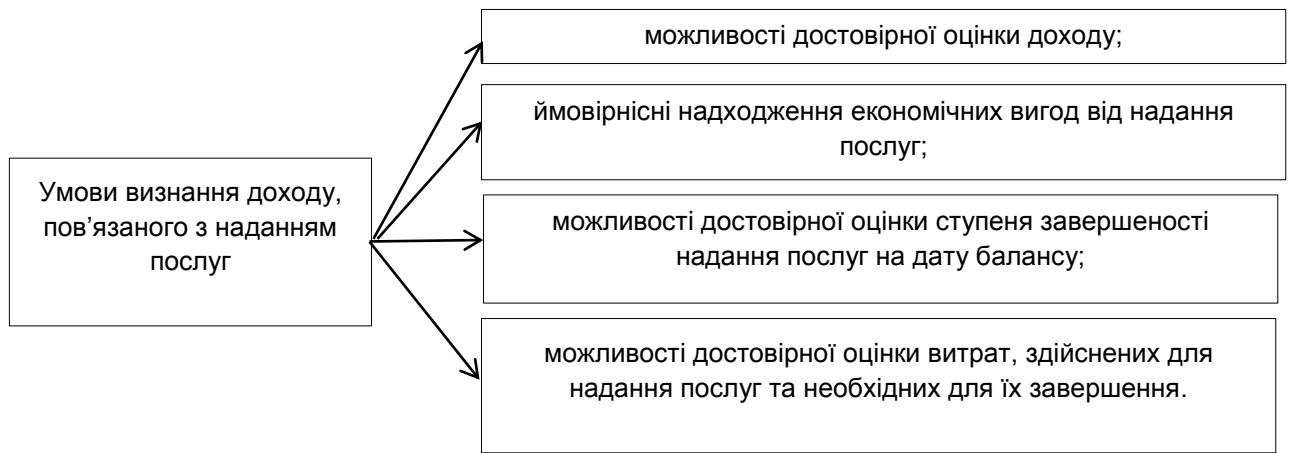 можливості достовірної оцінки доходу;
ймовірнісні надходження економічних вигод від надання
послуг;
Умови визнання доходу,
пов’язаного з наданням
послуг
можливості достовірної оцінки ступеня завершеності
надання послуг на дату балансу;
можливості достовірної оцінки витрат, здійснених для
надання послуг та необхідних для їх завершення.